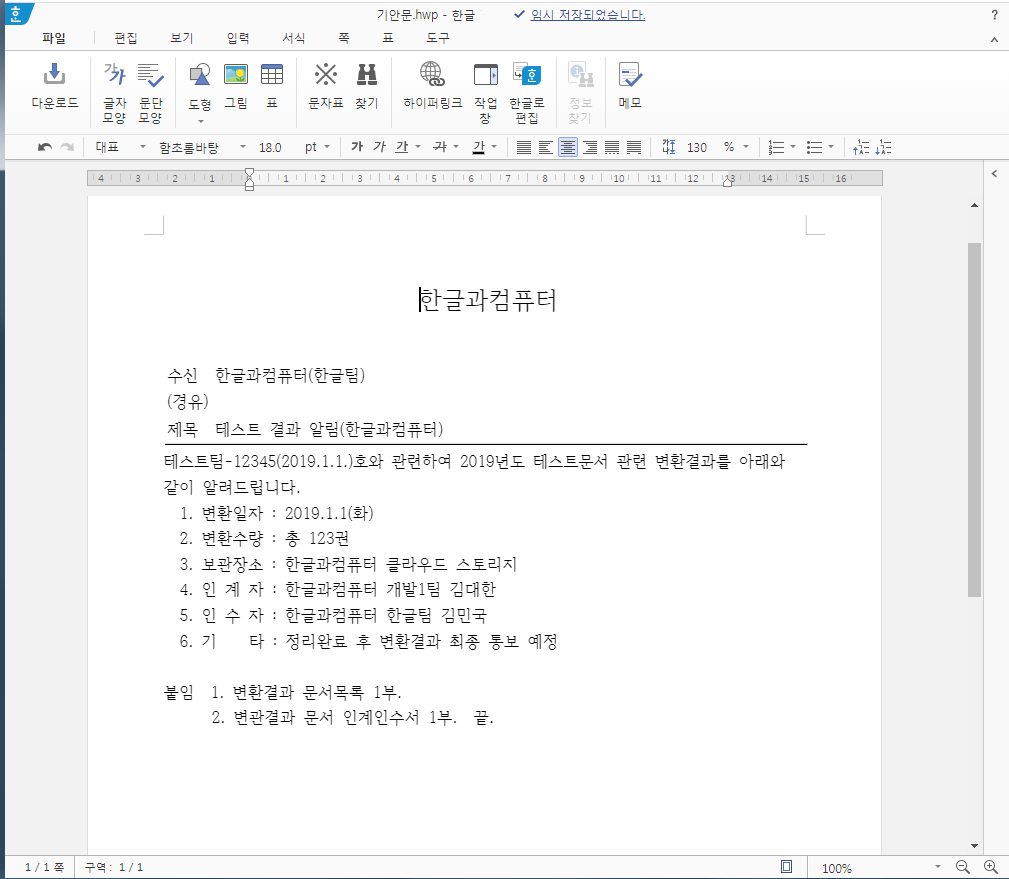 기안문.hwp - 한글
임시 저장되었습니다.
?
파일 편집 보기 입력 서식 쪽 표 도구
다운로드
글자 모양
문단 모양
도형
그림
표
문자표
찾기
하이퍼링크
작업 창
한글로 편집
정보 찾기
메모
대표 함초롬바탕 18.0 pt 가 가 가 가 가 130 %
4 3 2 1 1 2 3 4 5 6 7 8 9 10 11 12 13 14 15 16
한글과컴퓨터
수신 한글과컴퓨터(한글팀)
(경유)
제목 테스트 결과 알림(한글과컴퓨터)
테스트팀-12345(2019.1.1.)호와 관련하여 2019년도 테스트문서 관련 변환결과를 아래와
같이 알려드립니다.
1. 변환일자 : 2019.1.1(화)
2. 변환수량 : 총 123권
3. 보관장소 : 한글과컴퓨터 클라우드 스토리지
4. 인 계 자 : 한글과컴퓨터 개발1팀 김대한
5. 인 수 자 : 한글과컴퓨터 한글팀 김민국
6. 기 타 : 정리완료 후 변환결과 최종 통보 예정
붙임 1. 변환결과 문서목록 1부.
2. 변관결과 문서 인계인수서 1부. 끝.
1 / 1 쪽 구역 : 1 / 1 100%